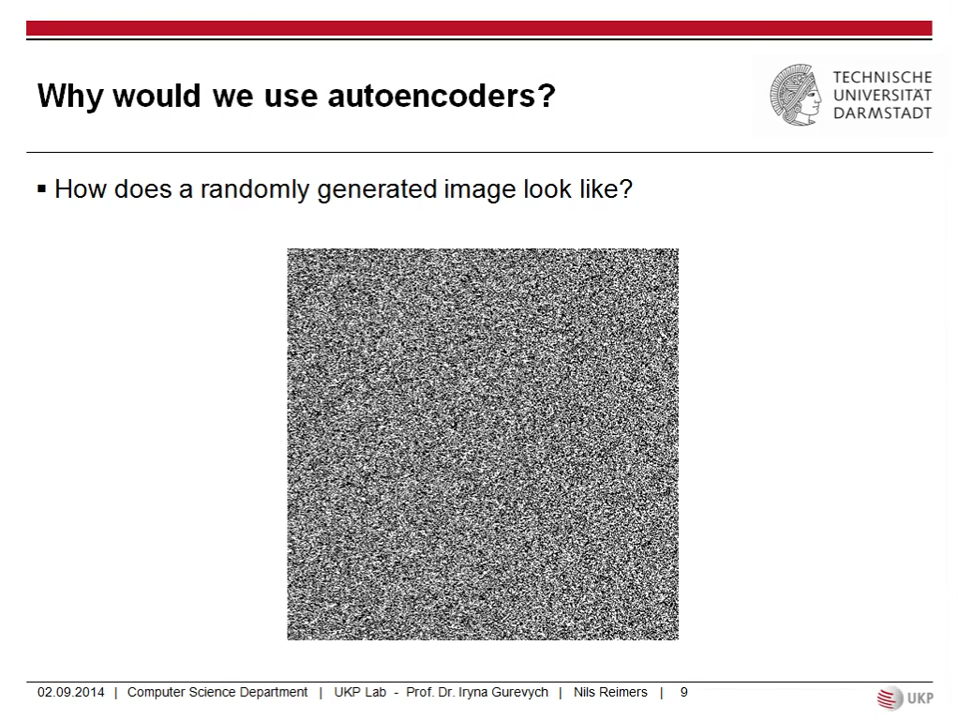 Why would we use autoencoders?
TECHNISCHE
UNIVERSITÄT
DARMSTADT
▪ How does a randomly generated image look like?
02.09.2014 | Computer Science Department | UKP Lab - Prof. Dr. Iryna Gurevych | Nils Reimers | 9
UKP